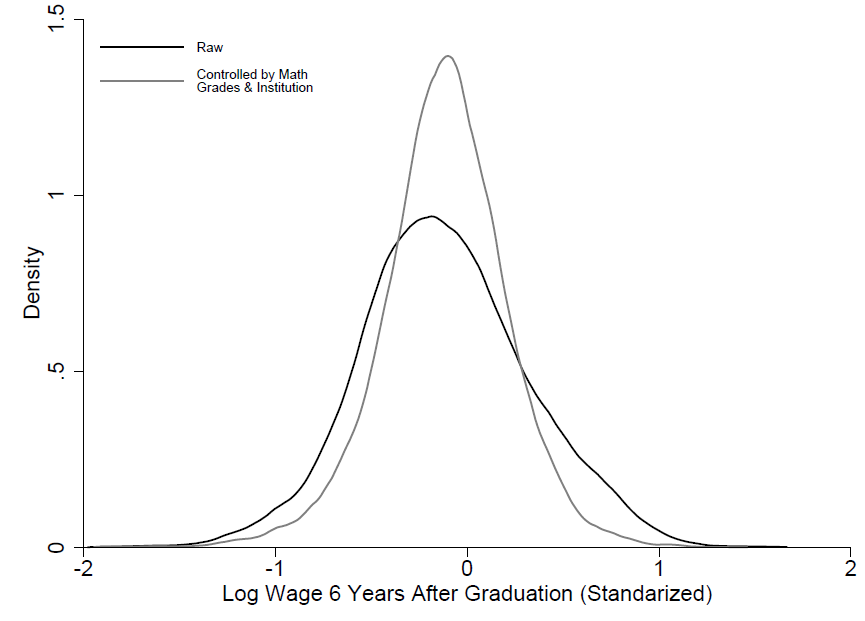 1.5
Raw
Controlled by Math
Grades & Institution
1
Density
.5
0
-2
-1
0
1
2
Log Wage 6 Years After Graduation (Standarized)